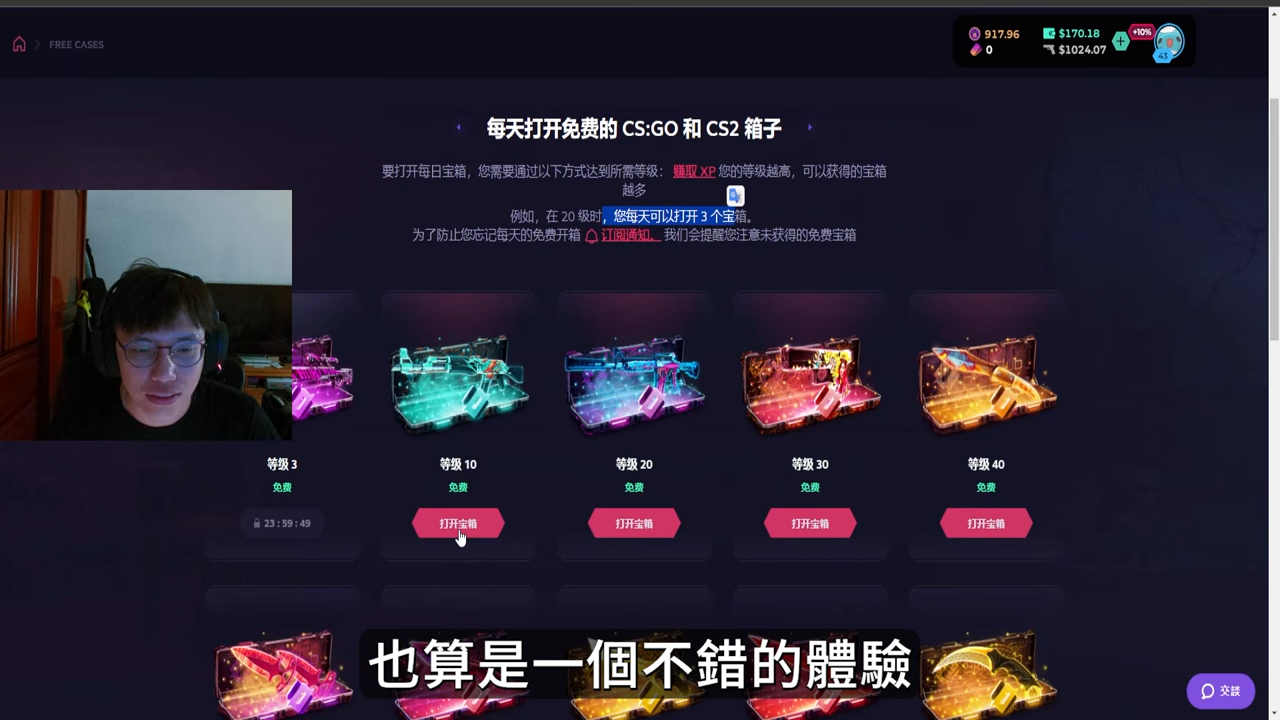 FREE CASES
917.96
$170.18
+10%
0
$1024.07
43
每天打开免费的 CS:GO 和 CS2 箱子
要打开每日宝箱，您需要通过以下方式达到所需等级： 赚取 XP 您的等级越高，可以获得的宝箱
越多
例如，在 20 级时，您每天可以打开 3 个宝箱。
为了防止您忘记每天的免费开箱 订阅通知。 我们会提醒您注意未获得的免费宝箱
等级 3
等级 10
等级 20
等级 30
等级 40
免费
免费
免费
免费
免费
23 : 59 : 49
打开宝箱
打开宝箱
打开宝箱
打开宝箱
也算是一個不錯的體驗
交談